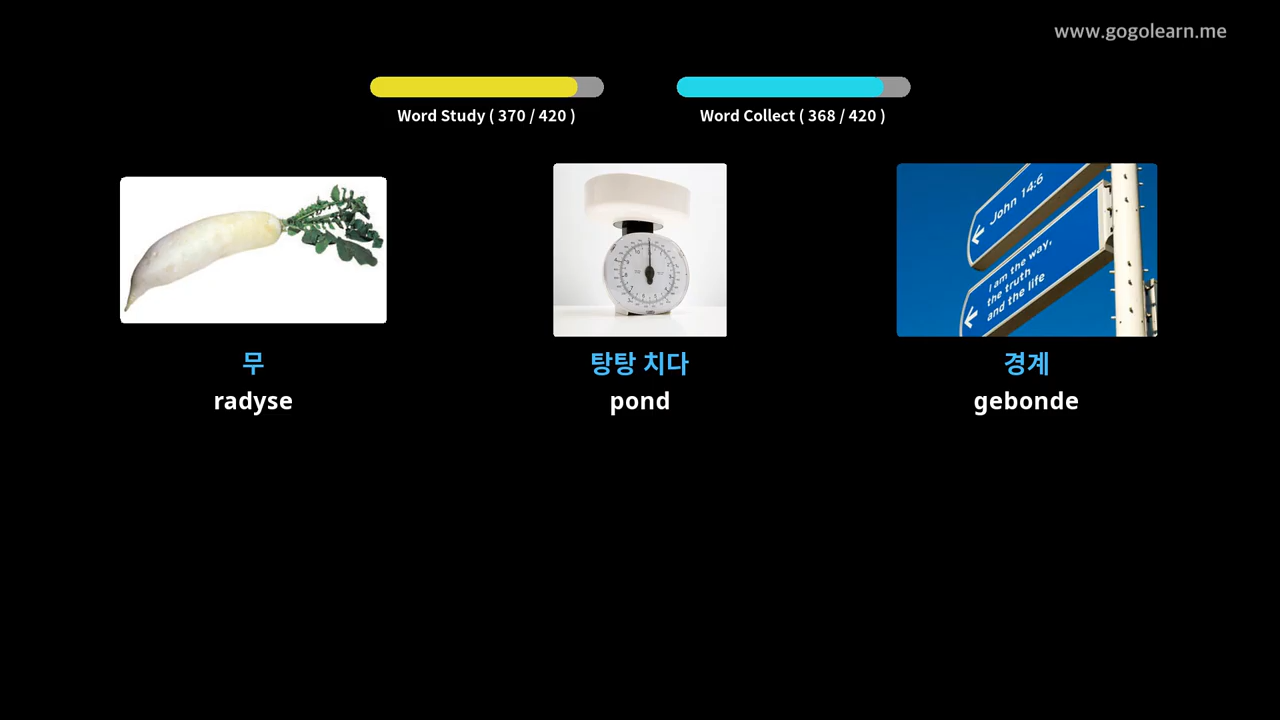 www.gogolearn.me
Word Study ( 370 / 420 )
Word Collect ( 368 / 420 )
John 14:6
I am the way,
the truth
and the life
무
radyse
탕탕 치다
pond
경계
gebonde